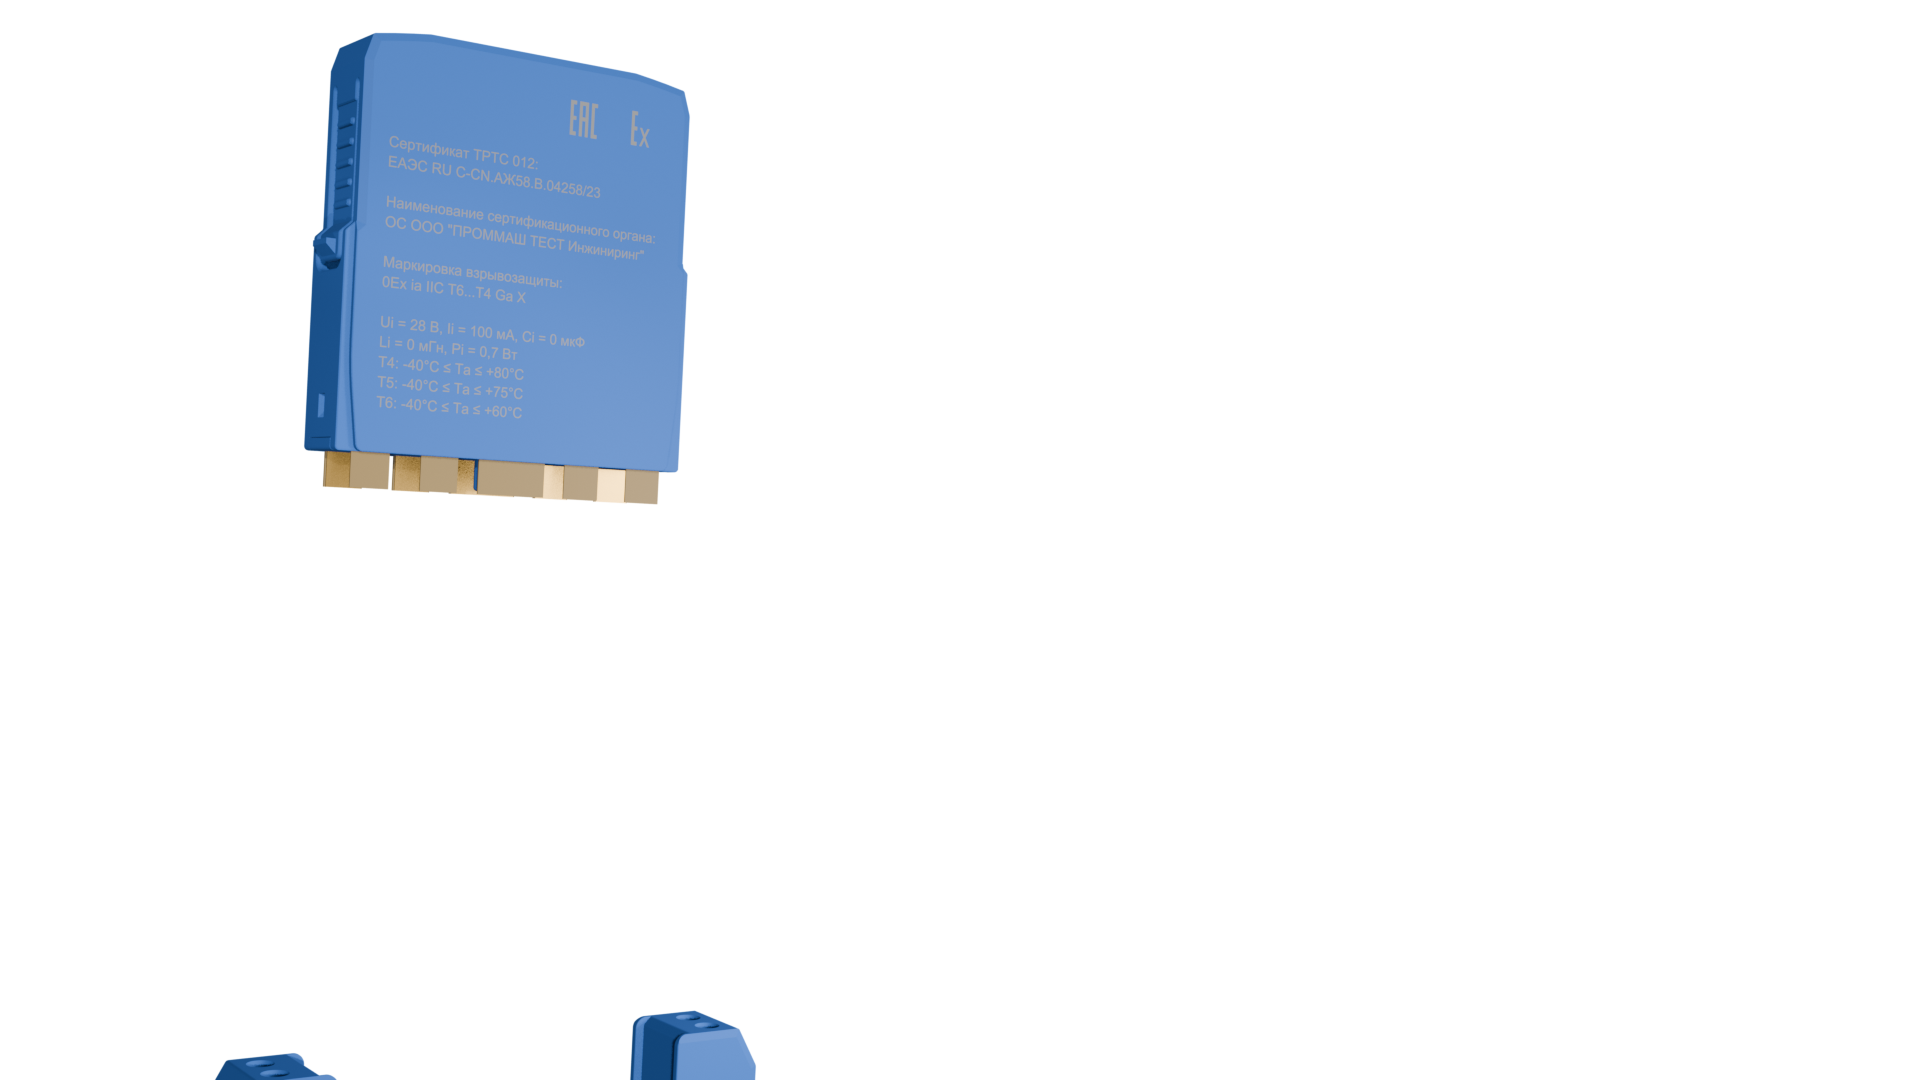 EAC Ex
Сертификат ТРТС 012:
ЕАЭС RU С-CN.АЖ58.В.04258/23
Наименование сертификационного органа:
ОС ООО "ПРОММАШ ТЕСТ Инжиниринг"
Маркировка взрывозащиты:
0Ex ia IIC T6...T4 Ga X
Ui = 28 В, Ii = 100 мА, Ci = 0 мкФ
Li = 0 мГн, Pi = 0,7 Вт
T4: -40°C ≤ Ta ≤ +80°C
T5: -40°C ≤ Ta ≤ +75°C
T6: -40°C ≤ Ta ≤ +60°C